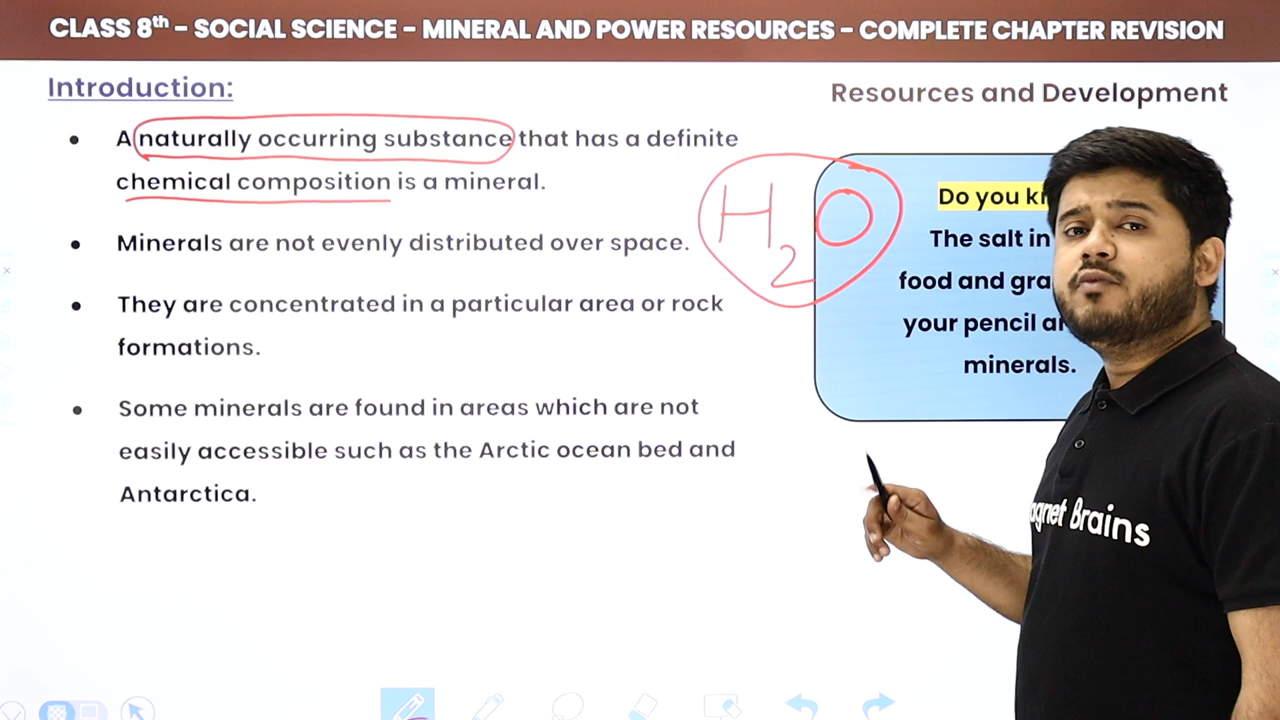 CLASS 8th - SOCIAL SCIENCE - MINERAL AND POWER RESOURCES - COMPLETE CHAPTER REVISION
Introduction:
• A naturally occurring substance that has a definite
chemical composition is a mineral.
• Minerals are not evenly distributed over space.
• They are concentrated in a particular area or rock
formations.
• Some minerals are found in areas which are not
easily accessible such as the Arctic ocean bed and
Antarctica.
H2O
Resources and Development
Do you
The salt in
food and
your pencil
minerals.
Brains